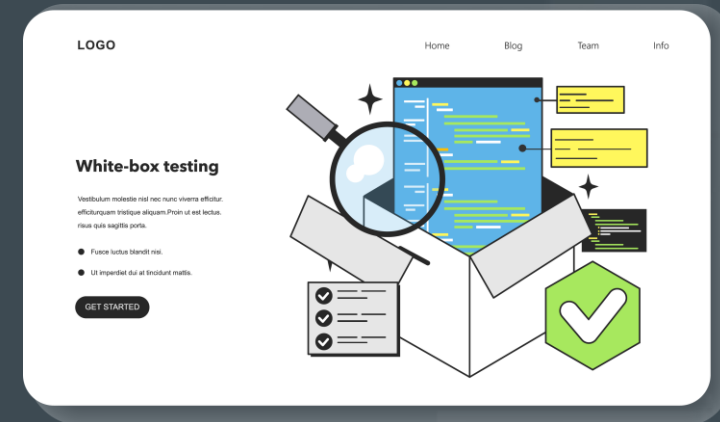 LOGO
Home Blog Team Info
White-box testing
Vestibulum molestie nisl nec nunc viverra efficitur.
efficiturquam tristique aliquam.Proin ut est lectus.
risus quis sagittis porta.
Fusce luctus blandit nisi.
Ut imperdiet dui at tincidunt mattis.
GET STARTED